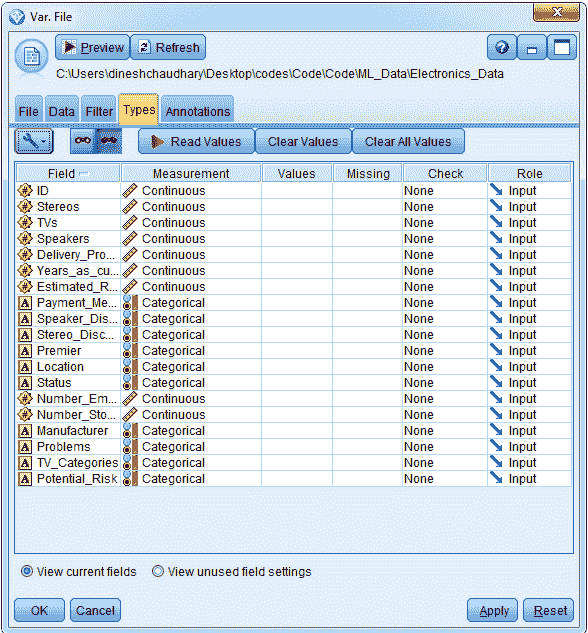 Var. File
Preview Refresh
C:\Users\dineshchaudhary\Desktop\codes\Code\Code\ML_Data\Electronics_Data
File Data Filter Types Annotations
Read Values Clear Values Clear All Values
Field Measurement Values Missing Check Role
ID Continuous None Input
Stereos Continuous None Input
TVs Continuous None Input
Speakers Continuous None Input
Delivery_Pro... Continuous None Input
Years_as_cu... Continuous None Input
Estimated_R... Continuous None Input
A Payment_Me... Categorical None Input
A Speaker_Dis... Categorical None Input
A Stereo_Disc... Categorical None Input
A Premier Categorical None Input
A Location Categorical None Input
A Status Categorical None Input
Number_Em... Continuous None Input
Number_Sto... Continuous None Input
A Manufacturer Categorical None Input
A Problems Categorical None Input
A TV_Categories Categorical None Input
A Potential_Risk Categorical None Input
View current fields View unused field settings
OK Cancel Apply Reset